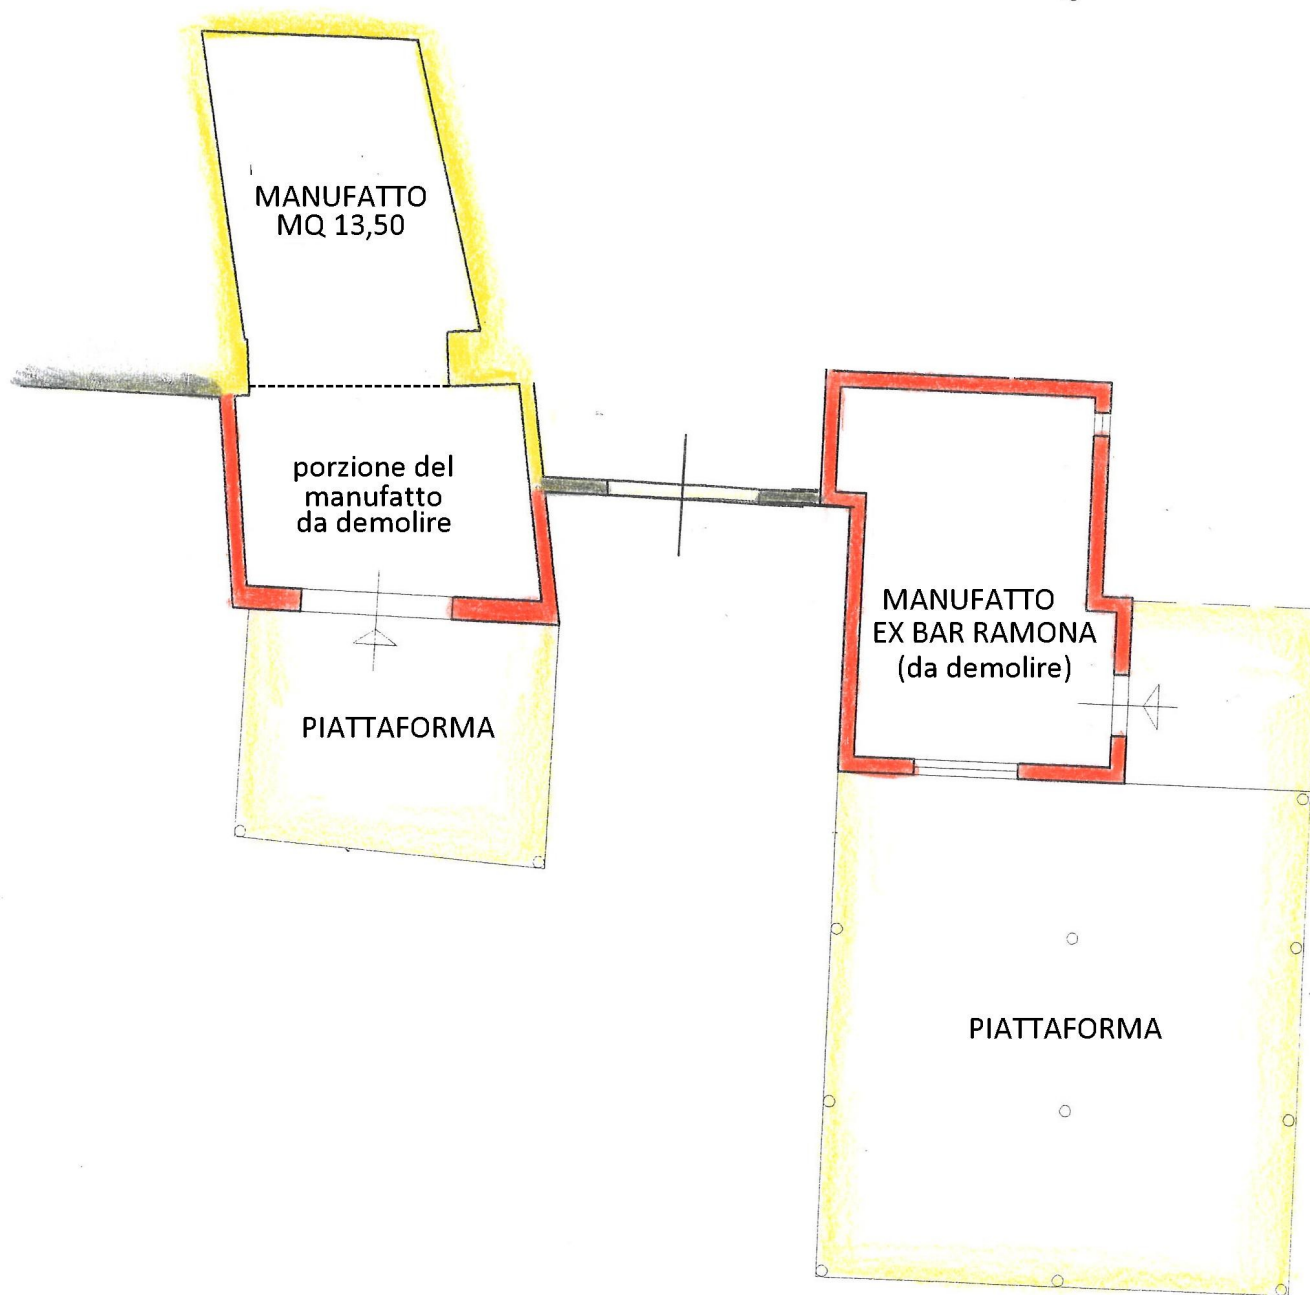 MANUFATTO
MQ 13,50
porzione del
manufatto
da demolire
PIATTAFORMA
MANUFATTO
EX BAR RAMONA
(da demolire)
PIATTAFORMA